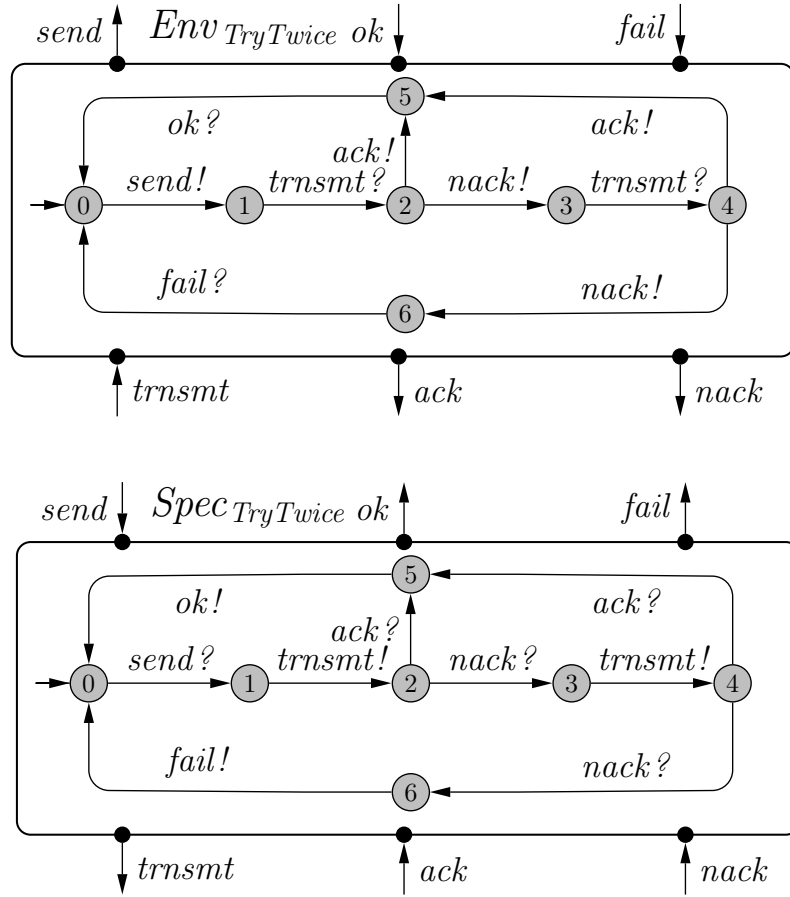 send Env TryTwice ok fail
5
ok? ack!
ack!
send! trnsmt? nack! trnsmt?
0 1 2 3 4
fail? nack!
6
trnsmt ack nack
send Spec TryTwice ok fail
5
ok! ack?
ack?
send? trnsmt! nack? trnsmt!
0 1 2 3 4
fail! nack?
6
trnsmt ack nack